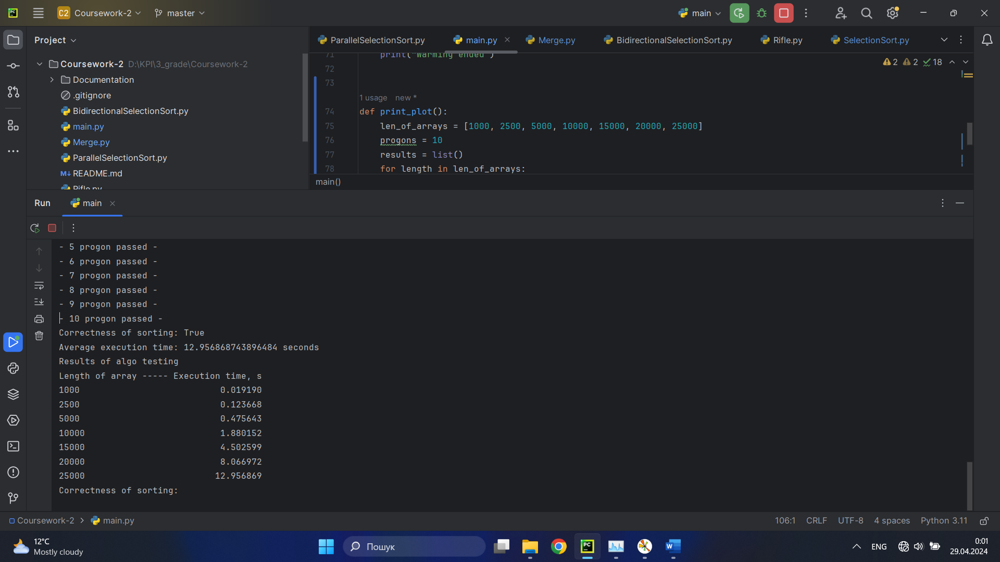 PC
C2 Coursework-2
master
main
Project
ParallelSelectionSort.py
main.py
Merge.py
BidirectionalSelectionSort.py
Rifle.py
SelectionSort.py
Coursework-2 D:\KPI\3_grade\Coursework-2
Documentation
.gitignore
BidirectionalSelectionSort.py
main.py
Merge.py
ParallelSelectionSort.py
M↓ README.md
Rifle.py
2 2 18
71 print("Warming ended")
72
73
1 usage new *
74 def print_plot():
75 len_of_arrays = [1000, 2500, 5000, 10000, 15000, 20000, 25000]
76 progons = 10
77 results = list()
78 for length in len_of_arrays:
main()
Run main
- 5 progon passed -
- 6 progon passed -
- 7 progon passed -
- 8 progon passed -
- 9 progon passed -
- 10 progon passed -
Correctness of sorting: True
Average execution time: 12.956868743896484 seconds
Results of algo testing
Length of array ----- Execution time, s
1000 0.019190
2500 0.123668
5000 0.475643
10000 1.880152
15000 4.502599
20000 8.066972
25000 12.956869
Correctness of sorting:
Coursework-2 > main.py
106:1 CRLF UTF-8 4 spaces Python 3.11
12°C
Mostly cloudy
Пошук
PC
W
ENG
0:01
29.04.2024